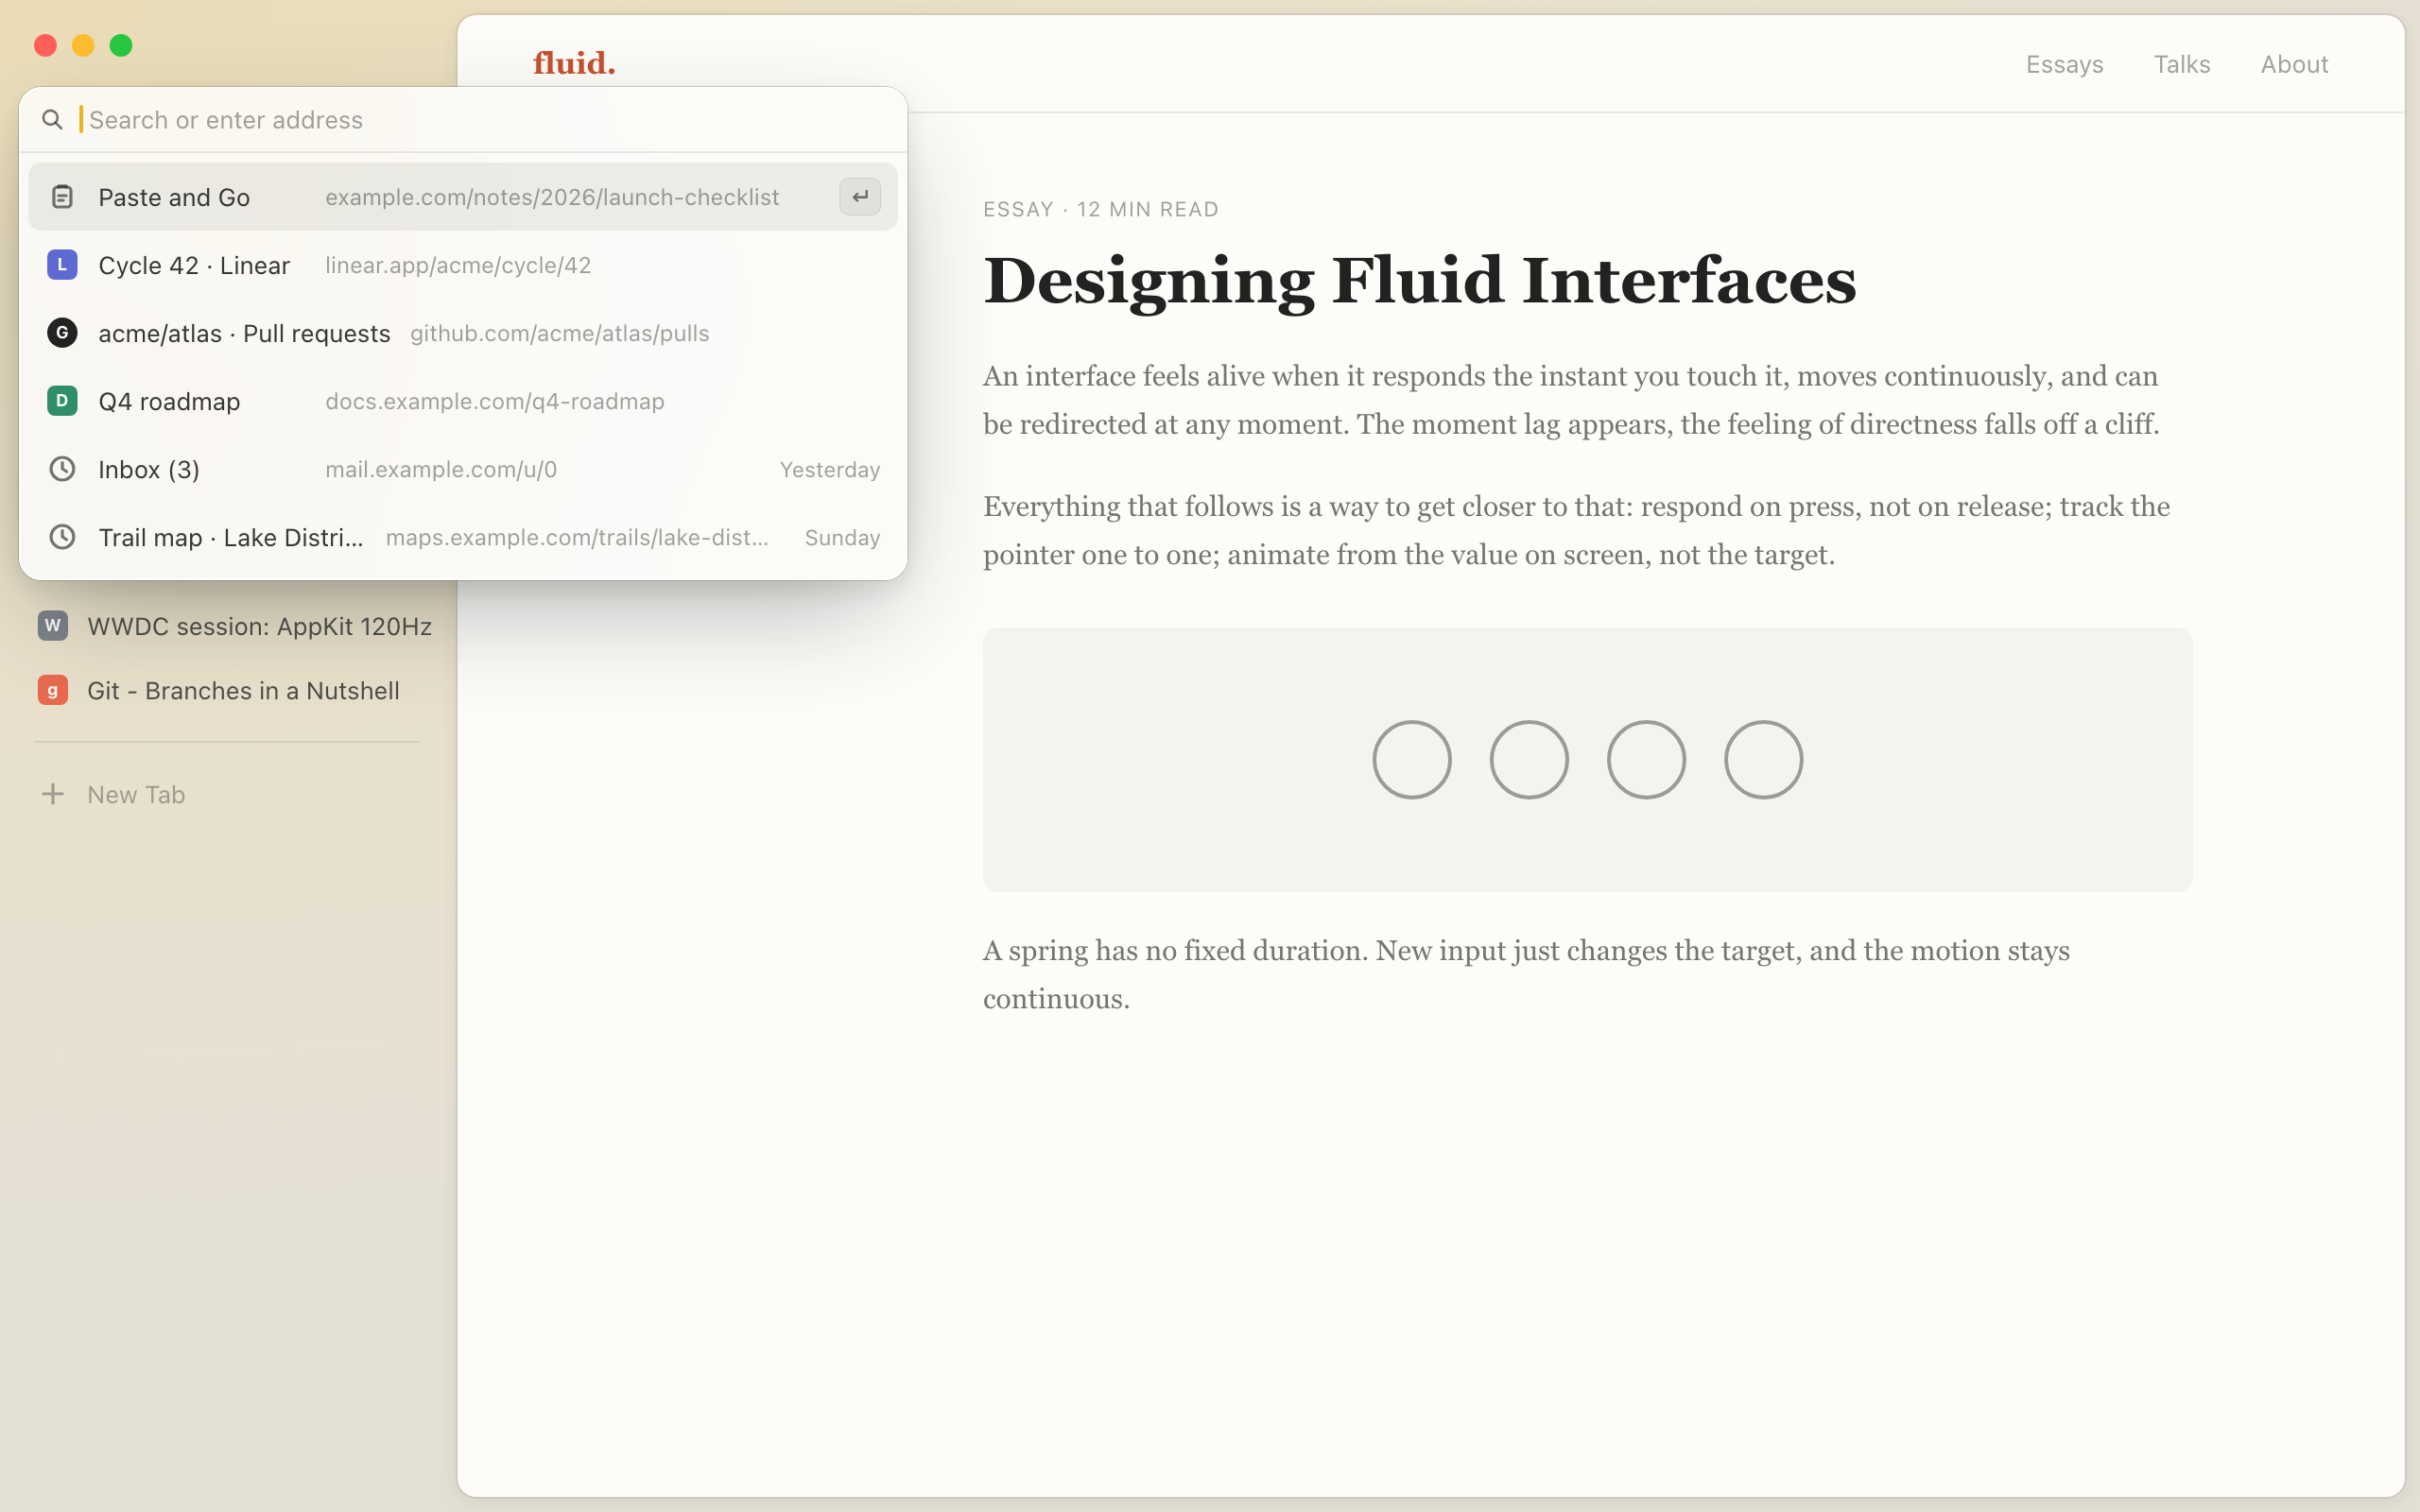 fluid.
Essays
Talks
About
Search or enter address
Paste and Go example.com/notes/2026/launch-checklist
L Cycle 42 · Linear linear.app/acme/cycle/42
G acme/atlas · Pull requests github.com/acme/atlas/pulls
D Q4 roadmap docs.example.com/q4-roadmap
Inbox (3) mail.example.com/u/0 Yesterday
Trail map · Lake Distri... maps.example.com/trails/lake-dist... Sunday
W WWDC session: AppKit 120Hz
g Git - Branches in a Nutshell
New Tab
ESSAY · 12 MIN READ
Designing Fluid Interfaces
An interface feels alive when it responds the instant you touch it, moves continuously, and can
be redirected at any moment. The moment lag appears, the feeling of directness falls off a cliff.
Everything that follows is a way to get closer to that: respond on press, not on release; track the
pointer one to one; animate from the value on screen, not the target.
A spring has no fixed duration. New input just changes the target, and the motion stays
continuous.